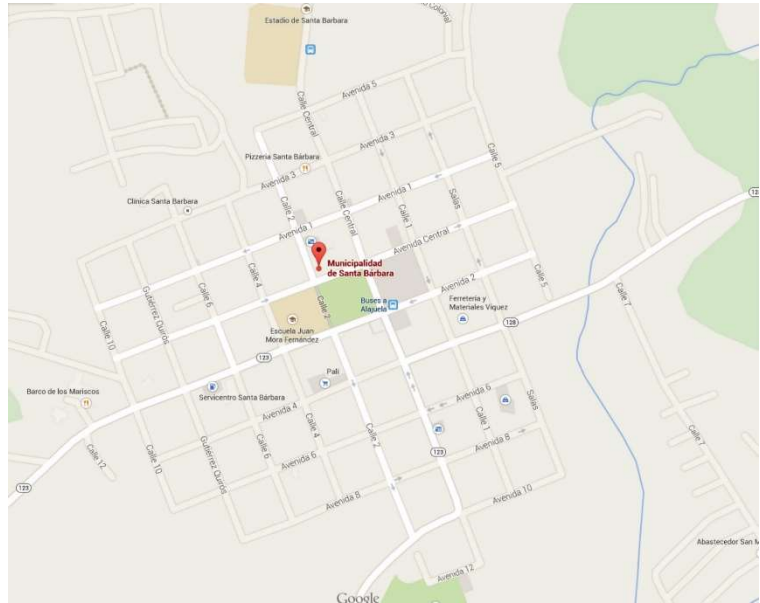 Estadio de Santa Bárbara
Colonial
Calle Central
Avenida 5
Avenida 3
Pizzeria Santa Bárbara
Avenida 3
Calle 5
Clínica Santa Barbara
Calle 2
Calle Central
Calle 1
Avenida 1
Salas
Avenida 1
Avenida Central
Municipalidad
de Santa Bárbara
Calle 4
Avenida 2
Calle 5
Calle 6
Gutiérrez Quirós
Calle 10
Calle 2
Buses a
Alajuela
Ferreteria y
Materiales Viquez
Calle 7
128
Escuela Juan
Mora Fernández
123
Pali
Servicentro Santa Bárbara
Barco de los Mariscos
Avenida 4
Avenida 6
Salas
Calle 12
Calle 10
Gutiérrez Quirós
Calle 6
Calle 4
Calle 2
Calle 1
Avenida 6
Avenida 8
123
Calle 7
123
Avenida 8
Avenida 10
Abastecedor San M
Avenida 12
Google